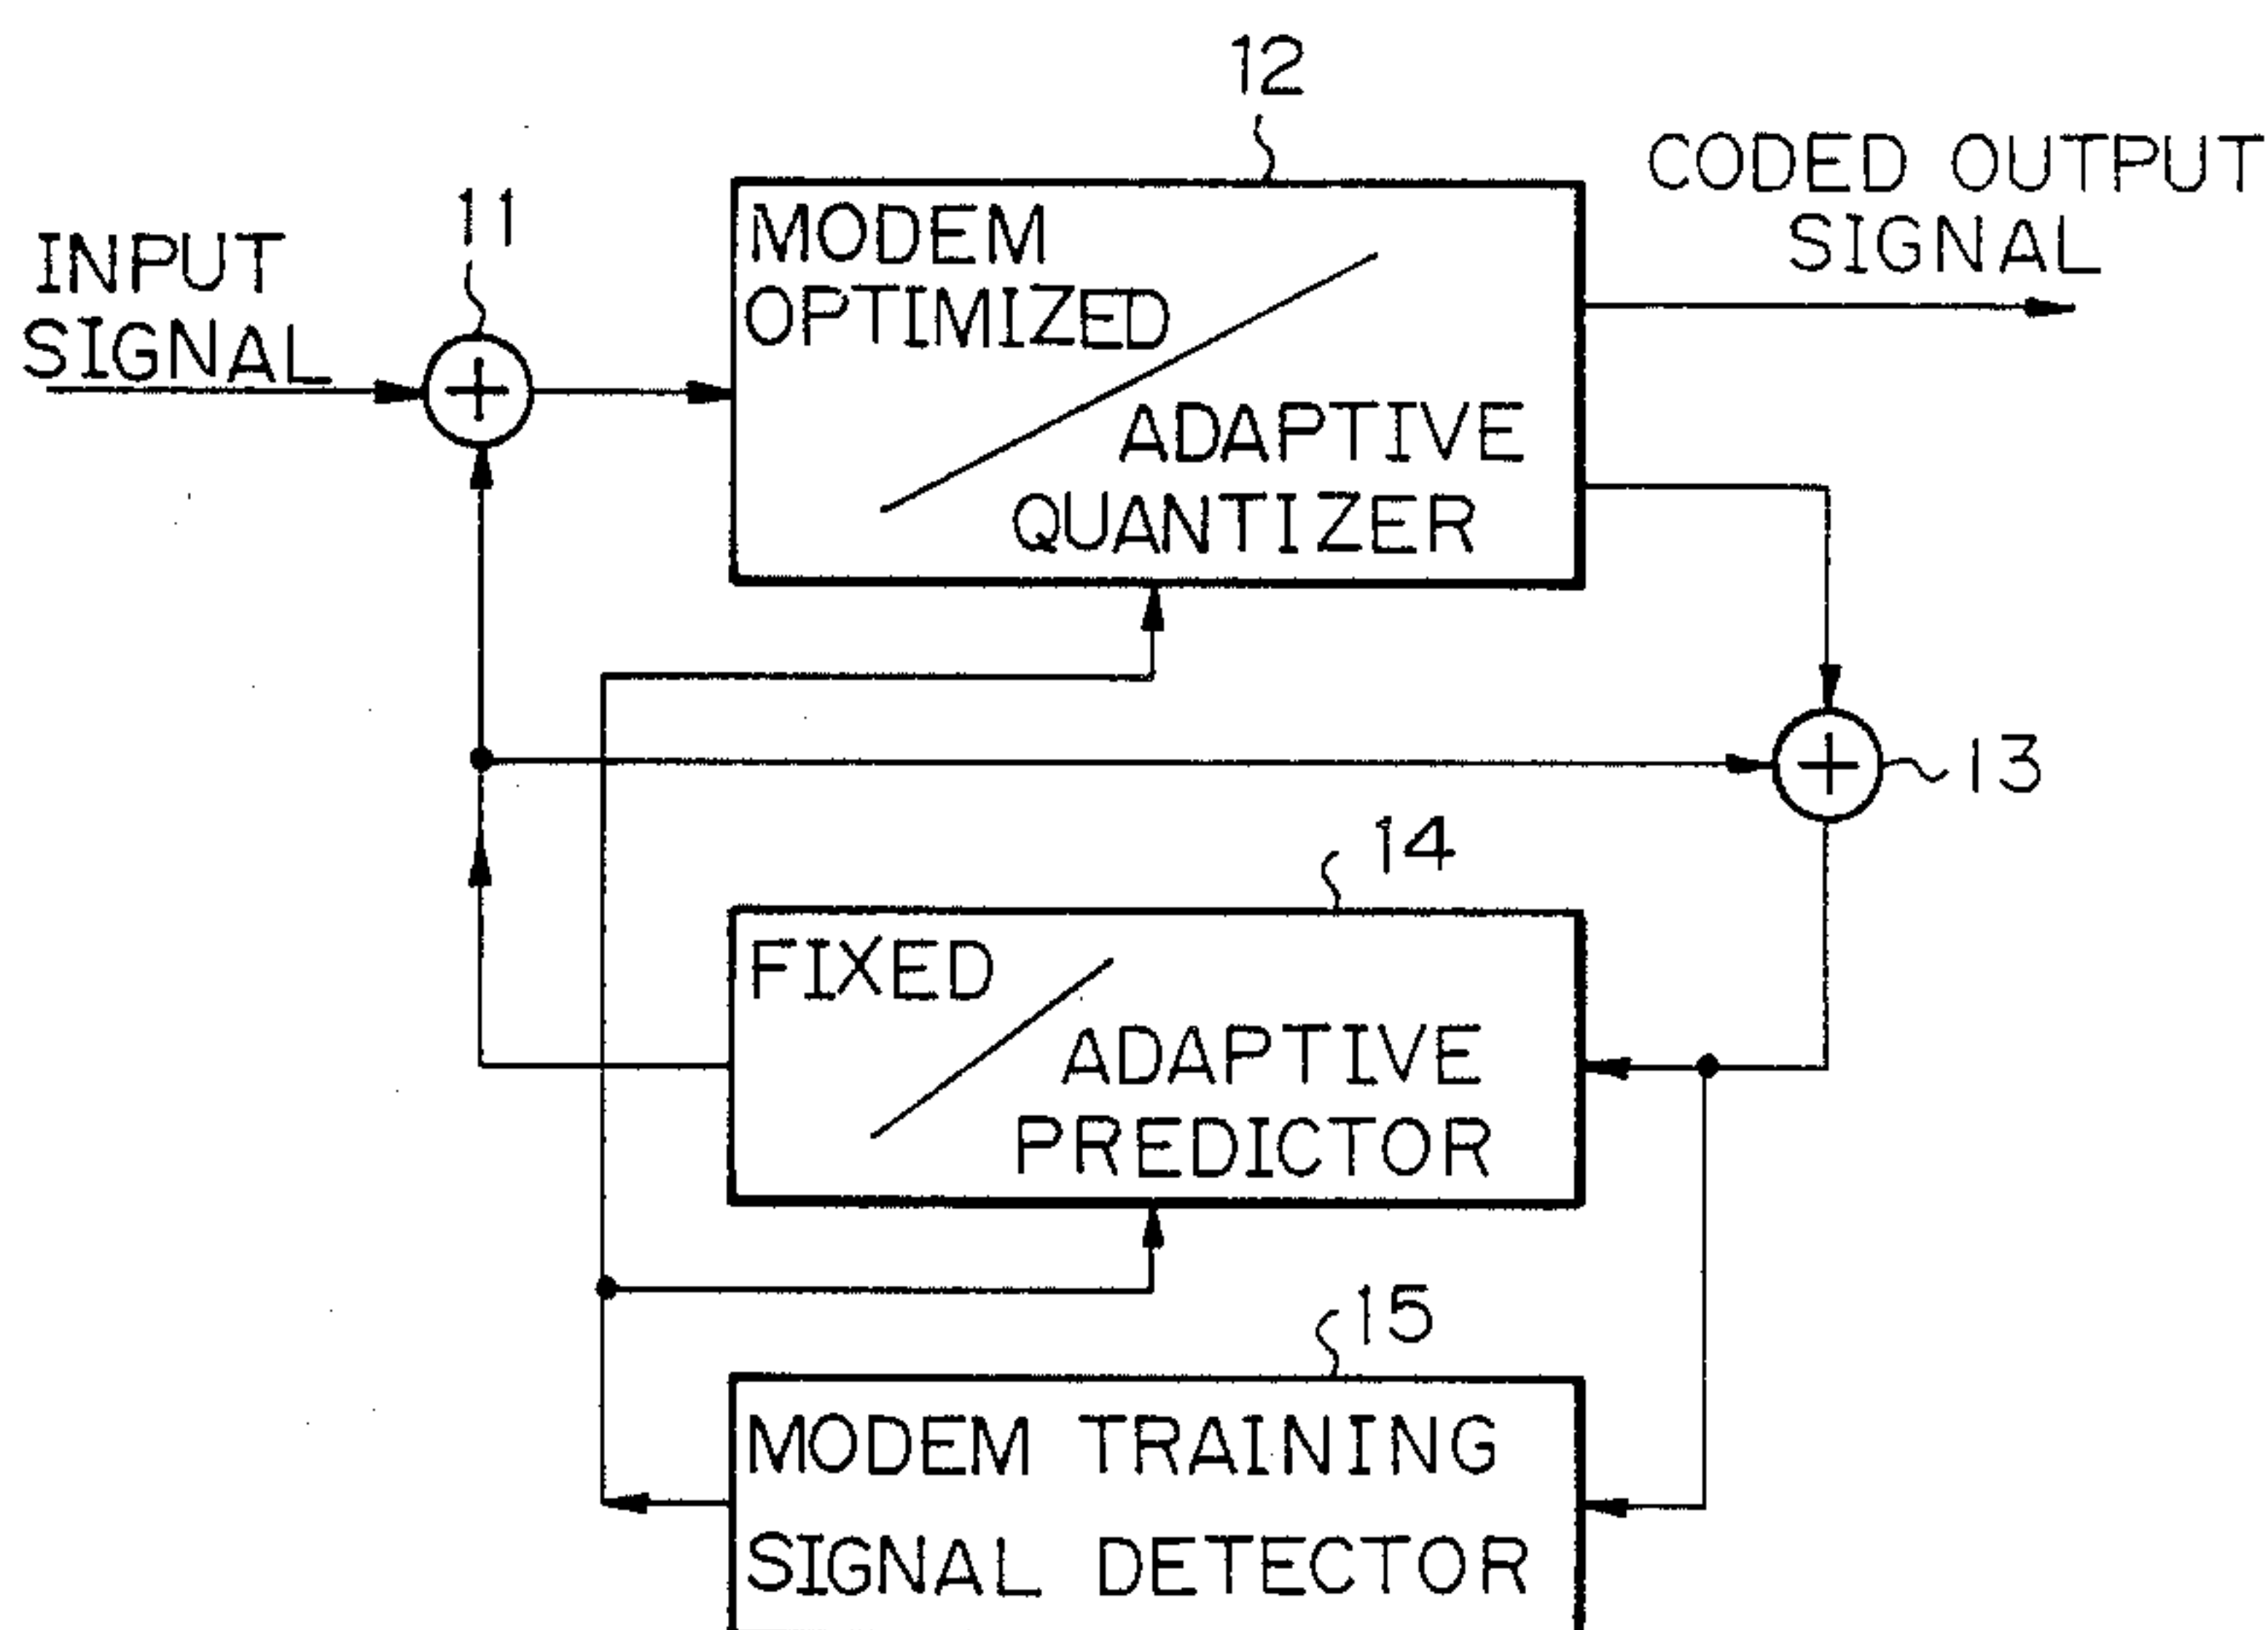 12
CODED OUTPUT
SIGNAL
11
INPUT
SIGNAL
MODEM
OPTIMIZED
ADAPTIVE
QUANTIZER
13
14
FIXED
ADAPTIVE
PREDICTOR
15
MODEM TRAINING
SIGNAL DETECTOR